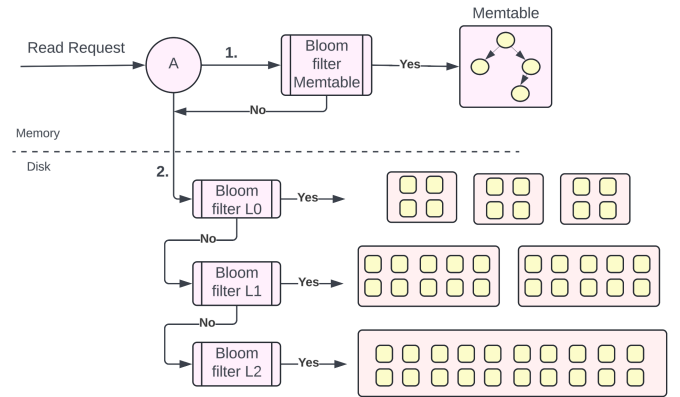 Memtable
Read Request
A
1.
Bloom
filter
Memtable
Yes
No
Memory
Disk
2.
Bloom
filter L0
Yes
No
Bloom
filter L1
Yes
No
Bloom
filter L2
Yes